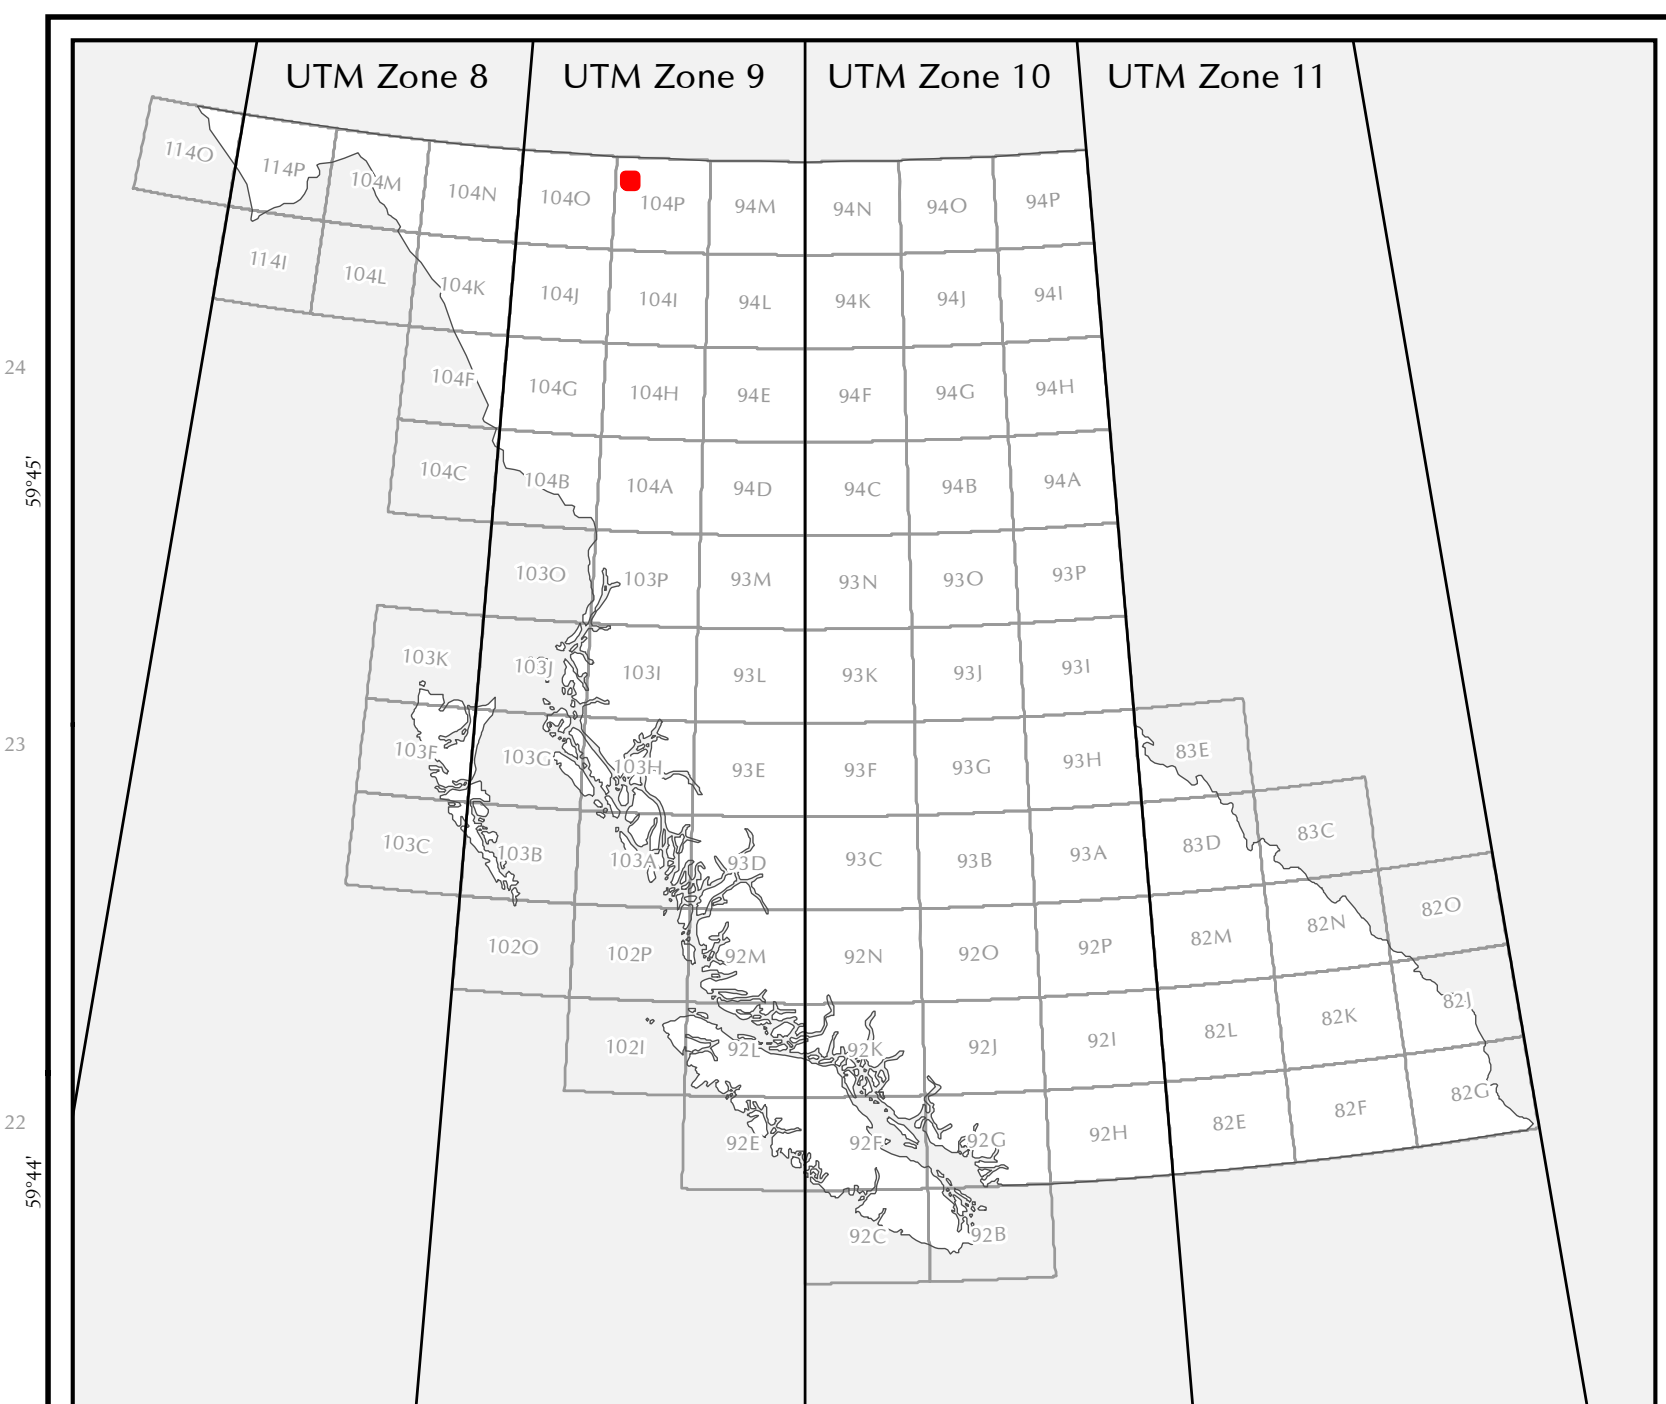 UTM Zone 8 UTM Zone 9 UTM Zone 10 UTM Zone 11
114O 114P 104M 104N 104O 104P 94M 94N 94O 94P
114I 104L 104K 104J 104I 94L 94K 94J 94I
24
104F 104G 104H 94E 94F 94G 94H
59°45'
104C 104B 104A 94D 94C 94B 94A
103O 103P 93M 93N 93O 93P
103K 103J 103I 93L 93K 93J 93I
23
103F 103G 103H 93E 93F 93G 93H 83E
103C 103B 103A 93D 93C 93B 93A 83D 83C
102O 102P 92M 92N 92O 92P 82M 82N 82O
102I 92L 92K 92J 92I 82L 82K 82J
22
92E 92F 92G 92H 82E 82F 82G
59°44'
92C 92B